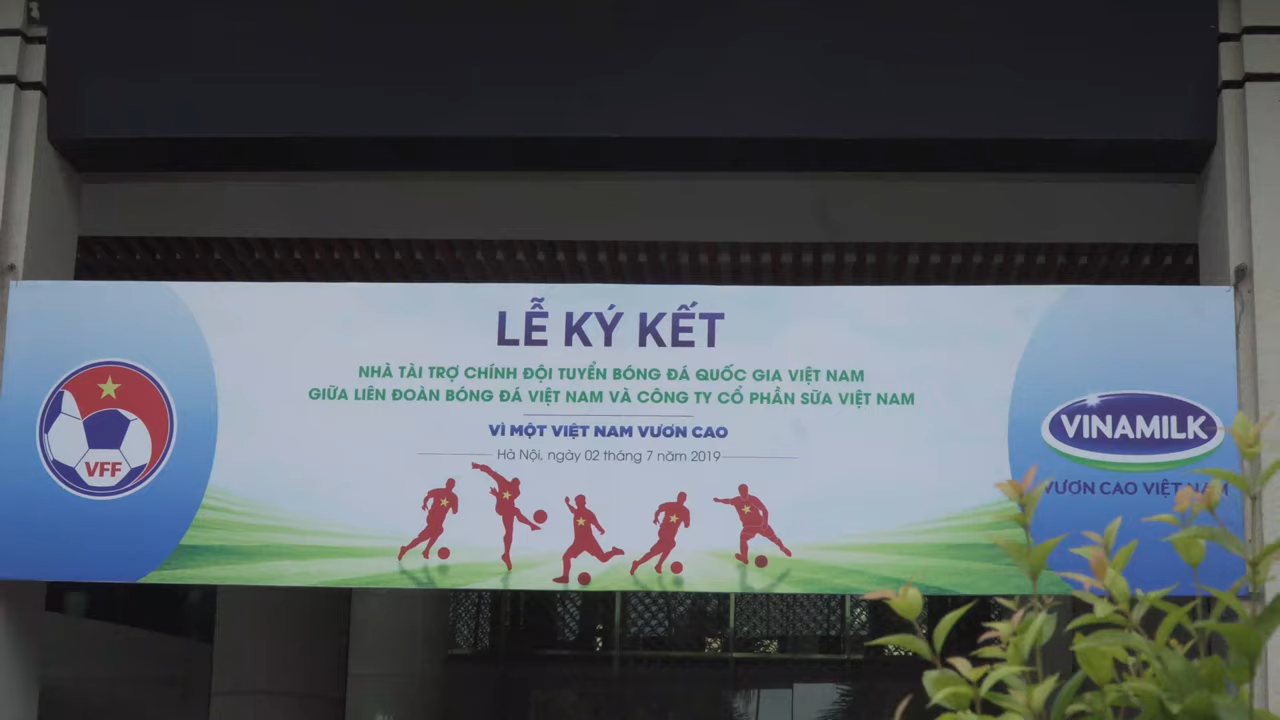 LỄ KÝ KẾT
NHÀ TÀI TRỢ CHÍNH ĐỘI TUYỂN BÓNG ĐÁ QUỐC GIA VIỆT NAM
GIỮA LIÊN ĐOÀN BÓNG ĐÁ VIỆT NAM VÀ CÔNG TY CỔ PHẦN SỮA VIỆT NAM
VÌ MỘT VIỆT NAM VƯƠN CAO
Hà Nội, ngày 02 tháng 7 năm 2019
VFF
VINAMILK
VƯƠN CAO VIỆT NAM